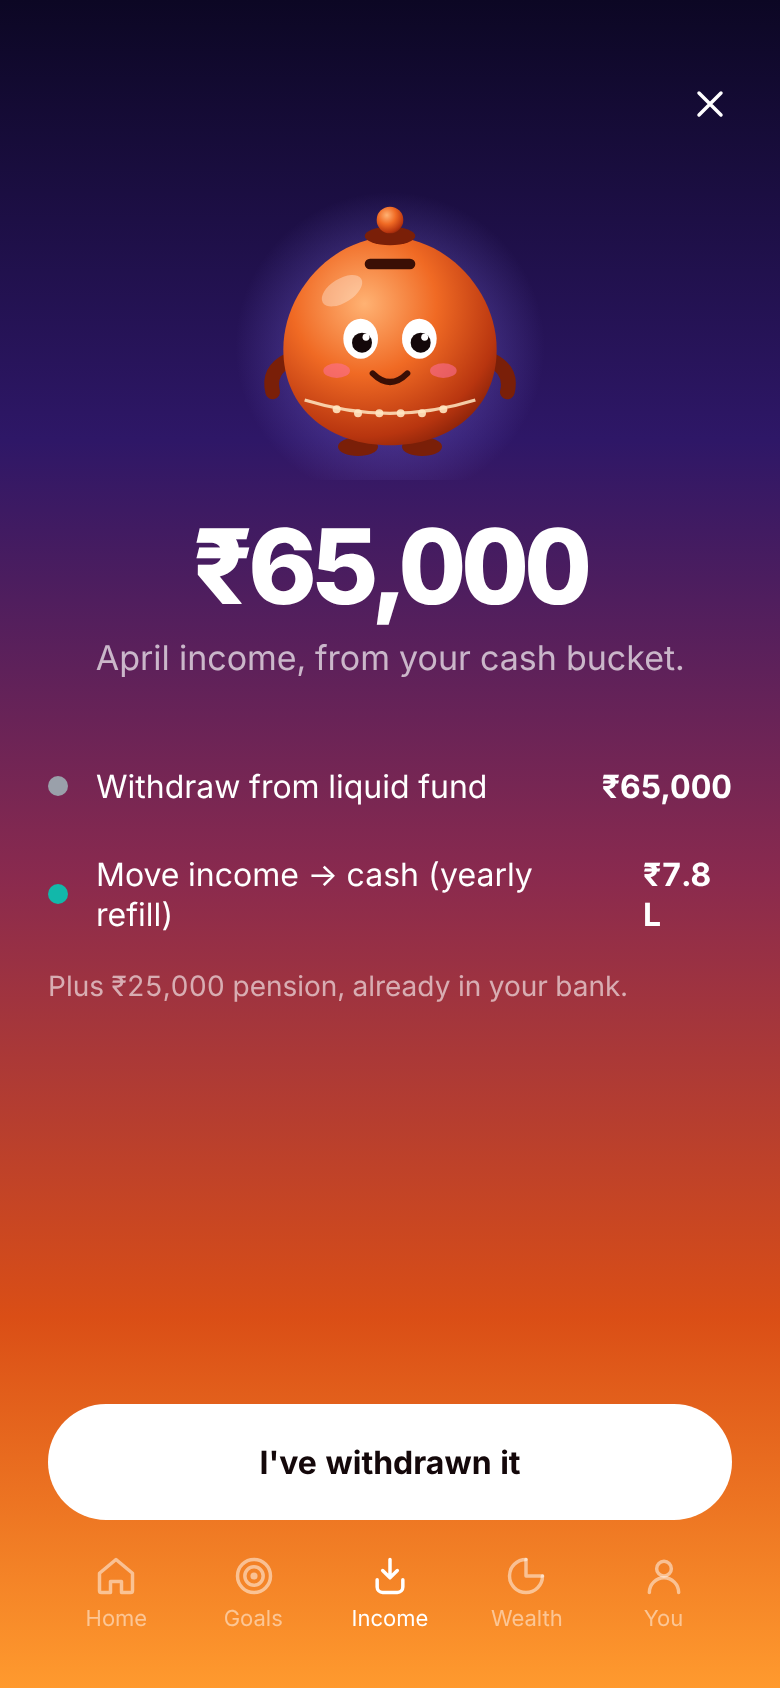 ₹65,000
April income, from your cash bucket.
Withdraw from liquid fund ₹65,000
Move income → cash (yearly ₹7.8
refill) L
Plus ₹25,000 pension, already in your bank.
I've withdrawn it
Home Goals Income Wealth You